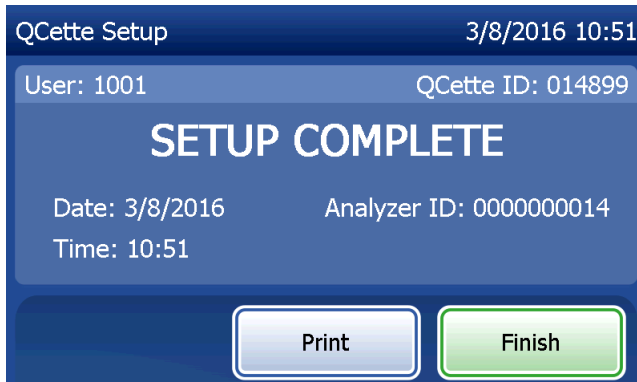 QCette Setup 3/8/2016 10:51
User: 1001 QCette ID: 014899
SETUP COMPLETE
Date: 3/8/2016 Analyzer ID: 0000000014
Time: 10:51
Print Finish